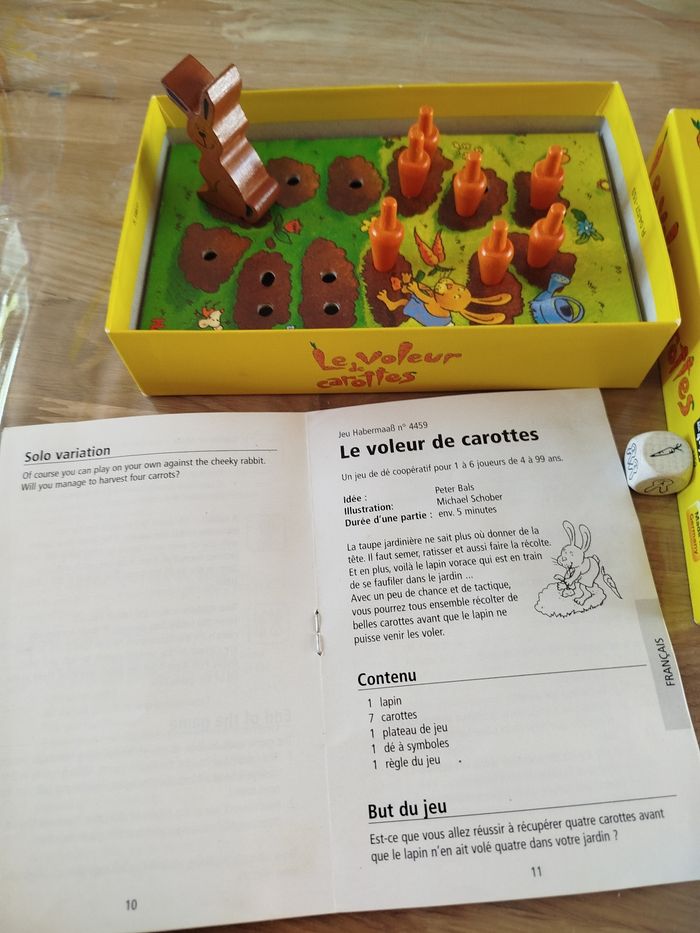 Le Voleur
de
carottes
Solo variation
Of course you can play on your own against the cheeky rabbit.
Will you manage to harvest four carrots?
10
Jeu Habermaaß n° 4459
Le voleur de carottes
Un jeu de dé coopératif pour 1 à 6 joueurs de 4 à 99 ans.
Idée : Peter Bals
Illustration: Michael Schober
Durée d'une partie : env. 5 minutes
La taupe jardinière ne sait plus où donner de la
tête. Il faut semer, ratisser et aussi faire la récolte.
Et en plus, voilà le lapin vorace qui est en train
de se faufiler dans le jardin ...
Avec un peu de chance et de tactique,
vous pourrez tous ensemble récolter de
belles carottes avant que le lapin ne
puisse venir les voler.
Contenu
1 lapin
7 carottes
1 plateau de jeu
1 dé à symboles
1 règle du jeu
But du jeu
Est-ce que vous allez réussir à récupérer quatre carottes avant
que le lapin n'en ait volé quatre dans votre jardin ?
11
FRANÇAIS